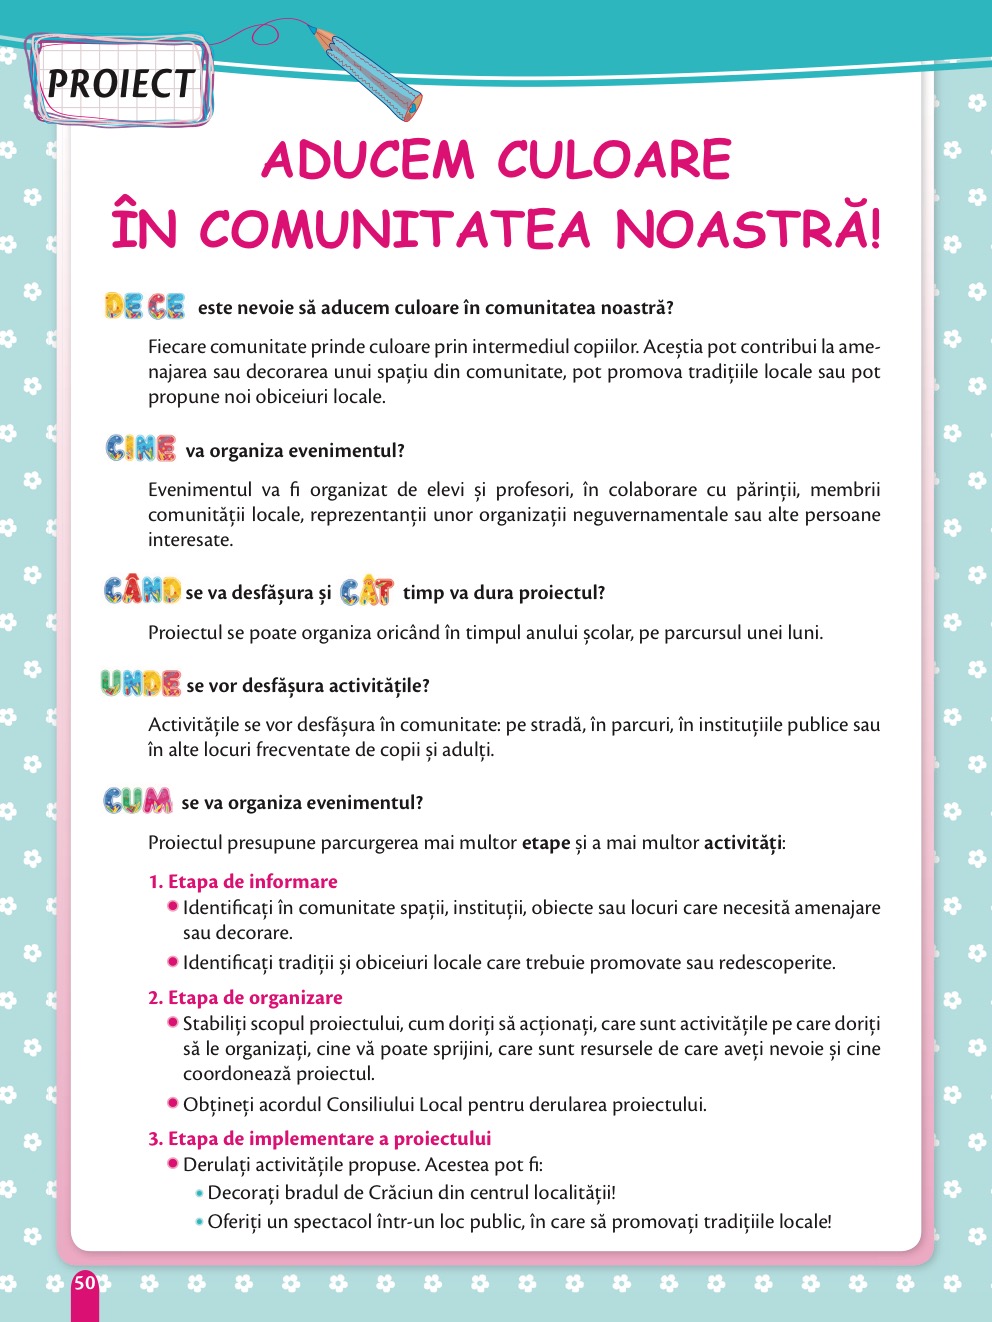 PROIECT
ADUCEM CULOARE
ÎN COMUNITATEA NOASTRĂ!
DE CE este nevoie să aducem culoare în comunitatea noastră?
Fiecare comunitate prinde culoare prin intermediul copiilor. Aceștia pot contribui la ame-
najarea sau decorarea unui spațiu din comunitate, pot promova tradițiile locale sau pot
propune noi obiceiuri locale.
CINE va organiza evenimentul?
Evenimentul va fi organizat de elevi și profesori, în colaborare cu părinții, membrii
comunității locale, reprezentanții unor organizații neguvernamentale sau alte persoane
interesate.
CÂND se va desfășura și CÂT timp va dura proiectul?
Proiectul se poate organiza oricând în timpul anului școlar, pe parcursul unei luni.
UNDE se vor desfășura activitățile?
Activitățile se vor desfășura în comunitate: pe stradă, în parcuri, în instituțiile publice sau
în alte locuri frecventate de copii și adulți.
CUM se va organiza evenimentul?
Proiectul presupune parcurgerea mai multor etape și a mai multor activități:
1. Etapa de informare
• Identificați în comunitate spații, instituții, obiecte sau locuri care necesită amenajare
sau decorare.
• Identificați tradiții și obiceiuri locale care trebuie promovate sau redescoperite.
2. Etapa de organizare
• Stabiliți scopul proiectului, cum doriți să acționați, care sunt activitățile pe care doriți
să le organizați, cine vă poate sprijini, care sunt resursele de care aveți nevoie și cine
coordonează proiectul.
• Obțineți acordul Consiliului Local pentru derularea proiectului.
3. Etapa de implementare a proiectului
• Derulați activitățile propuse. Acestea pot fi:
• Decorați bradul de Crăciun din centrul localității!
• Oferiți un spectacol într-un loc public, în care să promovați tradițiile locale!
50